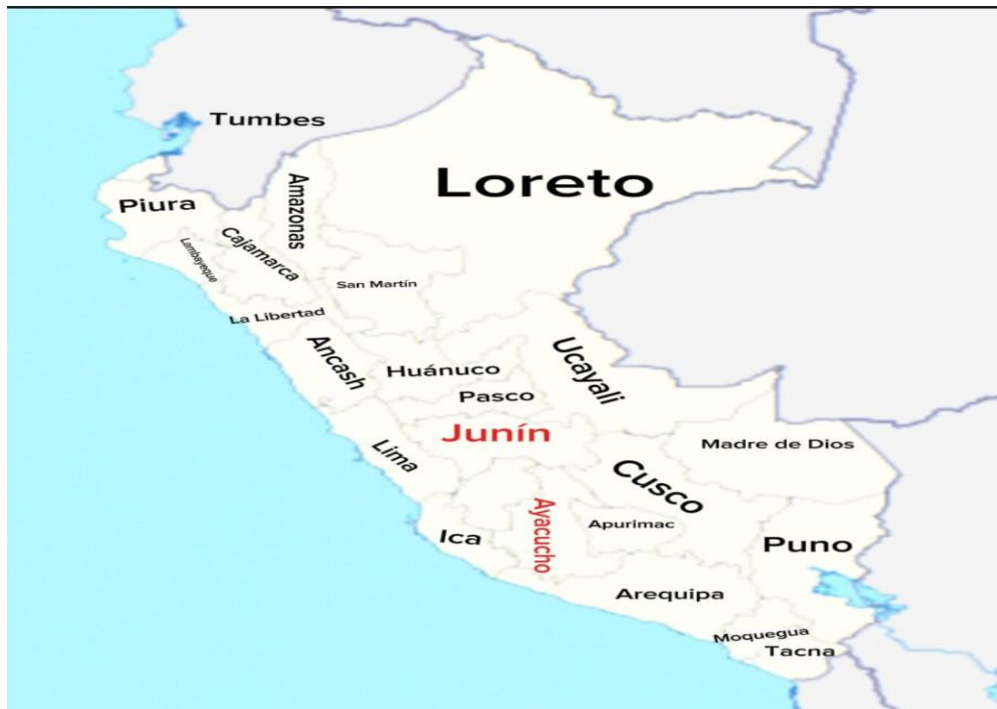 Tumbes
Loreto
Amazonas
Piura
Cajamarca
Lambayeque
San Martín
La Libertad
Ancash
Huánuco
Ucayali
Pasco
Junín
Madre de Dios
Lima
Cusco
Ayacucho
Apurimac
Ica
Puno
Arequipa
Moquegua
Tacna